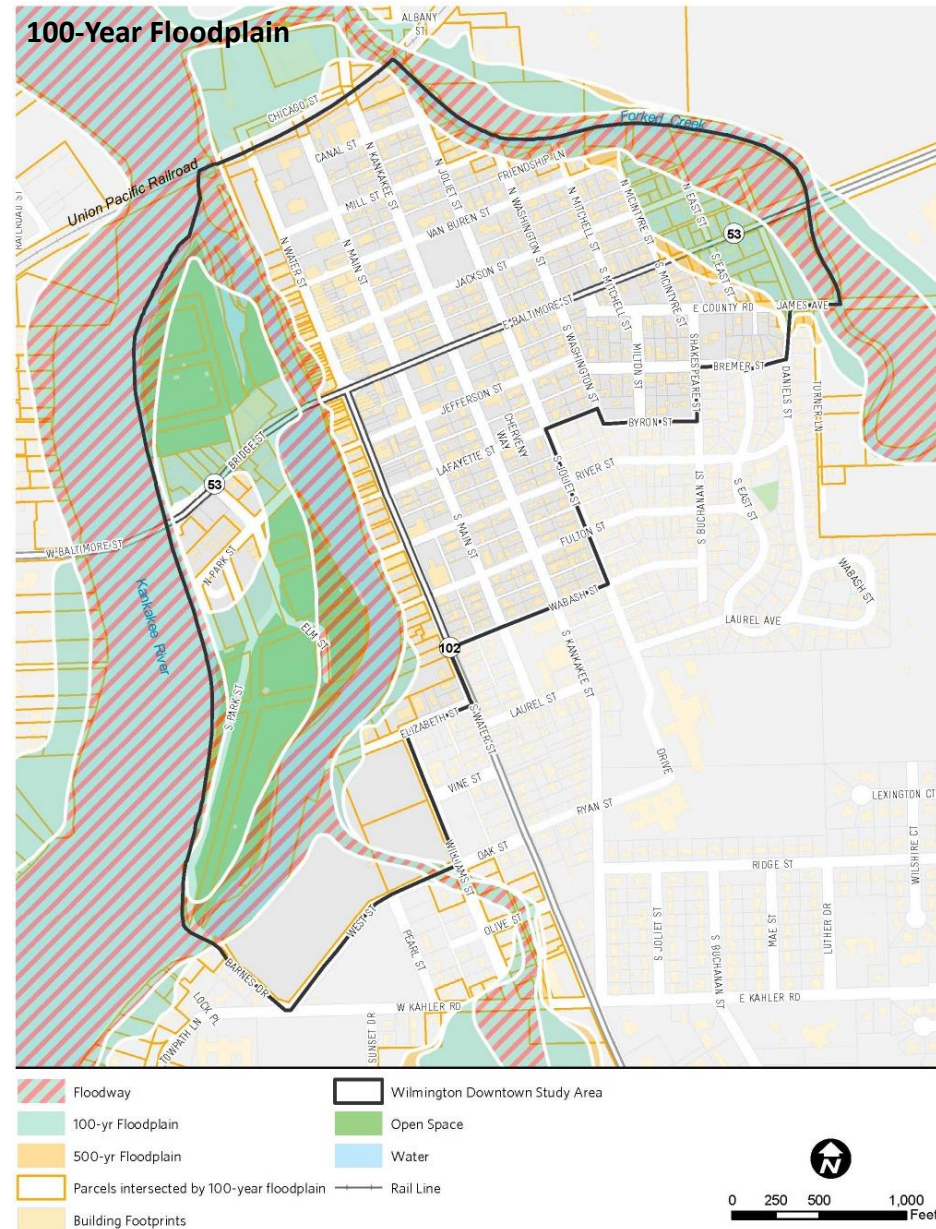 100-Year Floodplain
ALBANY ST
CHICAGO ST
Forked Creek
CANAL ST
N KANKAKEE ST
N JOLIET ST
FRIENDSHIP LN
Union Pacific Railroad
MILL ST
N EAST ST
RAILROAD ST
VAN BUREN ST
N WASHINGTON ST
N MITCHELL ST
N MCINTYRE ST
53
N WATER ST
N MAIN ST
JACKSON ST
S EAST ST
S MITCHELL ST
S MCINTYRE ST
E BALTIMORE ST
E COUNTY RD
JAMES AVE
S WASHINGTON ST
MILTON ST
SHAKESPEARE ST
BREMER ST
DANIELS ST
TURNER LN
JEFFERSON ST
CHERVENY WAY
BYRON ST
BRIDGE ST
LAFAYETTE ST
S JOLIET ST
RIVER ST
53
S BUCHANAN ST
S EAST ST
W BALTIMORE ST
S MAIN ST
FULTON ST
N PARK ST
WABASH ST
WABASH ST
Kankakee River
ELM ST
LAUREL AVE
102
S KANKAKEE ST
S PARK ST
LAUREL ST
ELIZABETH ST
S WATER ST
DRIVE
VINE ST
RYAN ST
LEXINGTON CT
WILSHIRE CT
OAK ST
WILLIAMS ST
RIDGE ST
WEST ST
OLIVE ST
PEARL ST
S JOLIET ST
S BUCHANAN ST
MAE ST
LUTHER DR
BARNES DR
LOCK PL
W KAHLER RD
E KAHLER RD
TOWPATH LN
SUNSET DR
Floodway
100-yr Floodplain
500-yr Floodplain
Parcels intersected by 100-year floodplain
Building Footprints
Wilmington Downtown Study Area
Open Space
Water
Rail Line
N
0 250 500 1,000
Feet